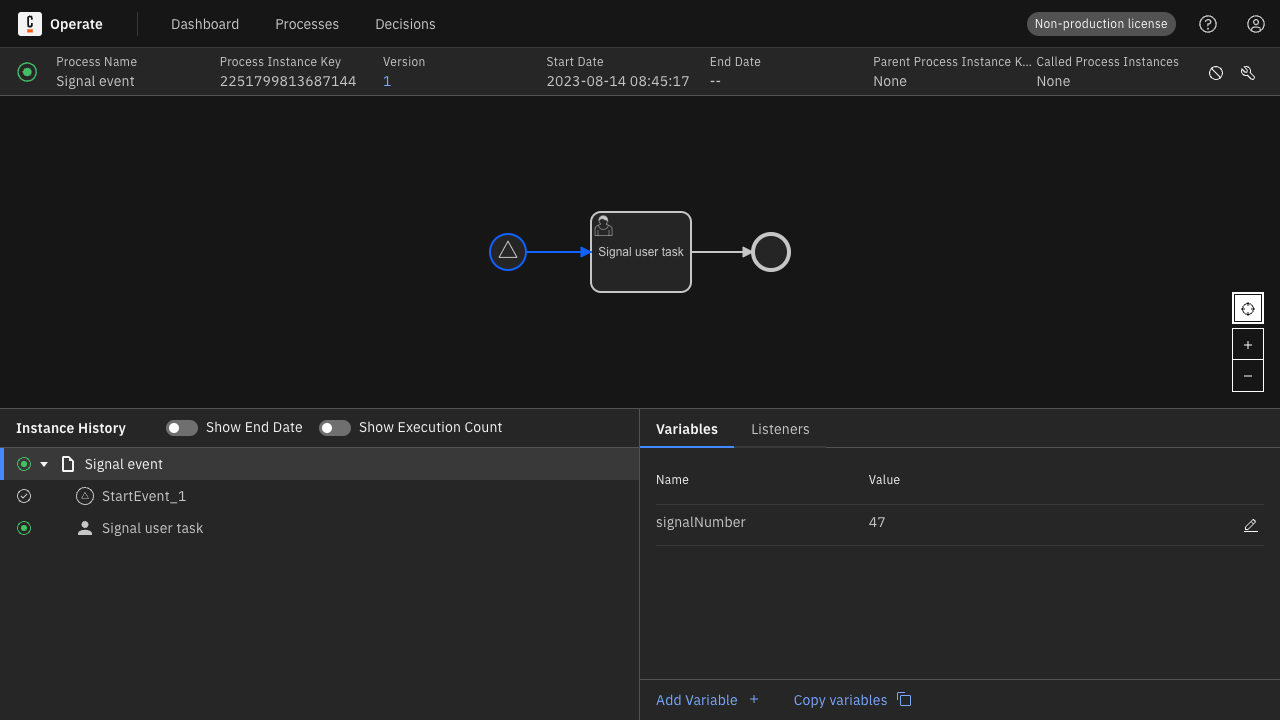 Operate Dashboard Processes Decisions Non-production license
Process Name Process Instance Key Version Start Date End Date Parent Process Instance K... Called Process Instances
Signal event 2251799813687144 1 2023-08-14 08:45:17 -- None None
Signal user task
+
−
Instance History Show End Date Show Execution Count
Signal event
StartEvent_1
Signal user task
Variables Listeners
Name Value
signalNumber 47
Add Variable + Copy variables